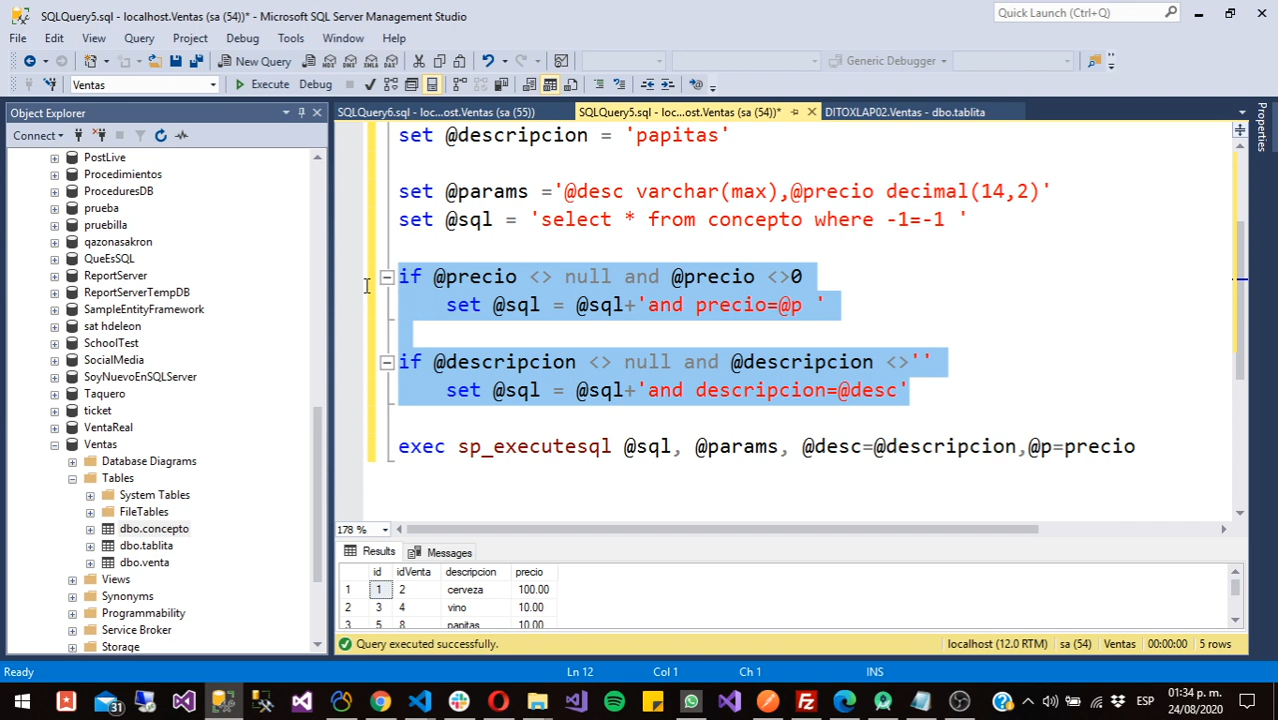 SQLQuery5.sql - localhost.Ventas (sa (54))* - Microsoft SQL Server Management Studio
Quick Launch (Ctrl+Q)
File Edit View Query Project Debug Tools Window Help
New Query
Generic Debugger
Ventas
Execute Debug
Object Explorer
SQLQuery6.sql - loc...ost.Ventas (sa (55))
SQLQuery5.sql - loc...ost.Ventas (sa (54))*
DITOXLAP02.Ventas - dbo.tablita
Properties
Connect
PostLive
Procedimientos
ProceduresDB
prueba
pruebilla
qazonasakron
QueEsSQL
ReportServer
ReportServerTempDB
SampleEntityFramework
sat hdeleon
SchoolTest
SocialMedia
SoyNuevoEnSQLServer
Taquero
ticket
VentaReal
Ventas
Database Diagrams
Tables
System Tables
FileTables
dbo.concepto
dbo.tablita
dbo.venta
Views
Synonyms
Programmability
Service Broker
Storage
set @descripcion = 'papitas'
set @params ='@desc varchar(max),@precio decimal(14,2)'
set @sql = 'select * from concepto where -1=-1 '
if @precio <> null and @precio <>0
set @sql = @sql+'and precio=@p '
if @descripcion <> null and @descripcion <>''
set @sql = @sql+'and descripcion=@desc'
exec sp_executesql @sql, @params, @desc=@descripcion,@p=precio
178 %
Results Messages
id idVenta descripcion precio
1 1 2 cerveza 100.00
2 3 4 vino 10.00
3 5 8 papitas 10.00
Query executed successfully.
localhost (12.0 RTM) sa (54) Ventas 00:00:00 5 rows
Ready
Ln 12 Col 1 Ch 1 INS
31
ESP
01:34 p. m.
24/08/2020